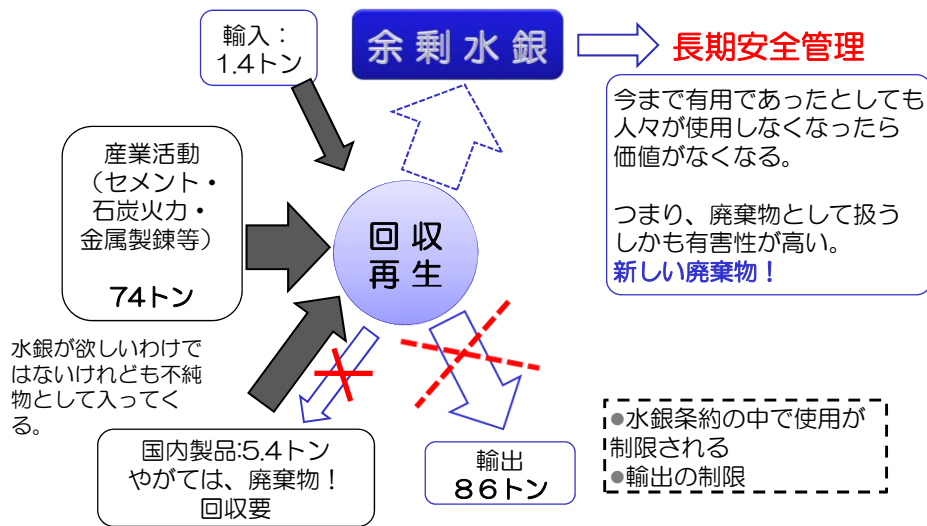 輸入：
1.4トン
余剰水銀
長期安全管理
今まで有用であったとしても
人々が使用しなくなったら
価値がなくなる。
つまり、廃棄物として扱う
しかも有害性が高い。
新しい廃棄物！
産業活動
（セメント・
石炭火力・
金属製錬等）
74トン
回収
再生
水銀が欲しいわけで
はないけれども不純
物として入ってく
る。
国内製品:5.4トン
やがては、廃棄物！
回収要
輸出
86トン
●水銀条約の中で使用が
制限される
●輸出の制限